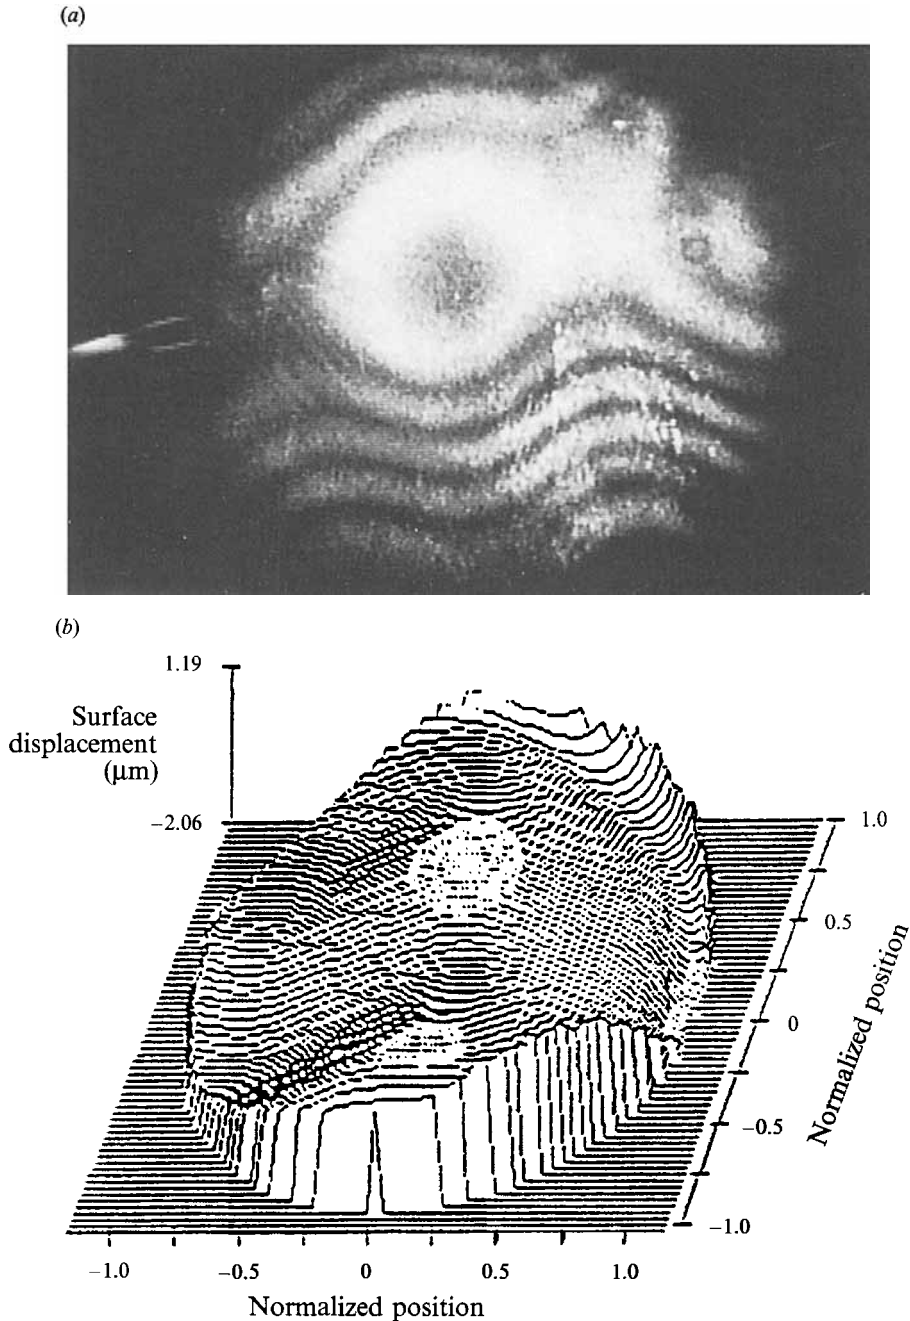 (a)
(b)
1.19
Surface
displacement
(μm)
−2.06
1.0
0.5
0
−0.5
−1.0
Normalized position
−1.0
−0.5
0
0.5
1.0
Normalized position